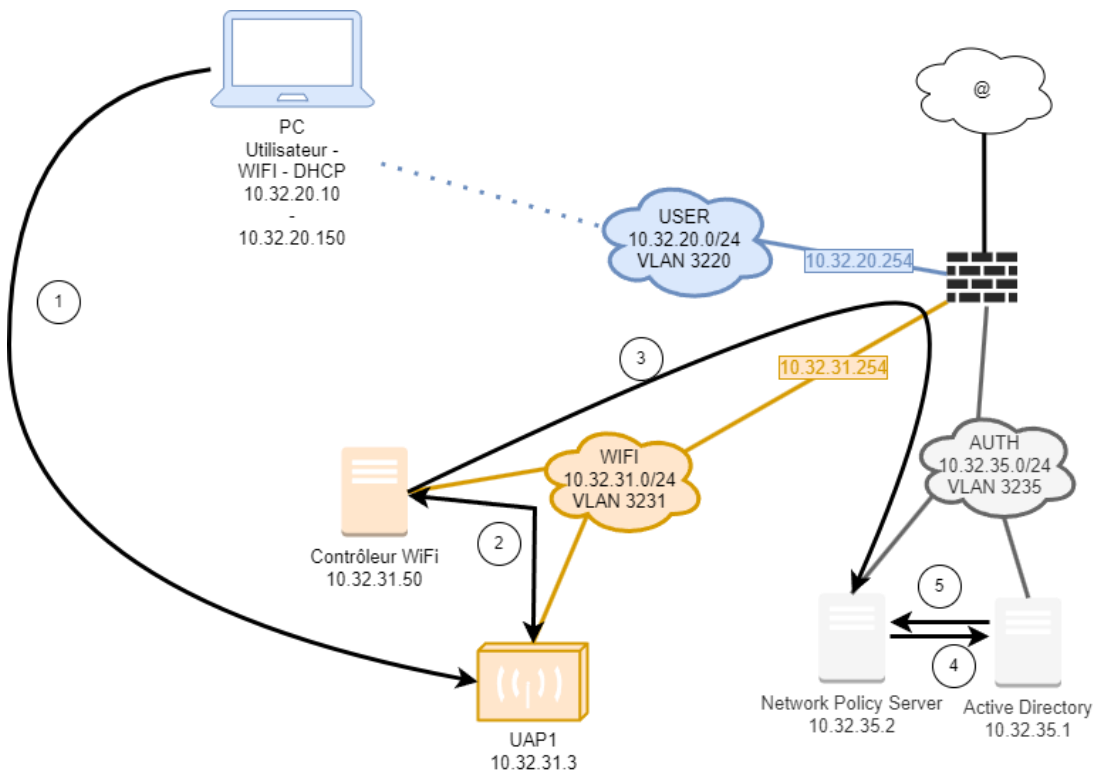 @
PC
Utilisateur -
WIFI - DHCP
10.32.20.10
-
10.32.20.150
USER
10.32.20.0/24
VLAN 3220
10.32.20.254
1
3
10.32.31.254
WIFI
10.32.31.0/24
VLAN 3231
AUTH
10.32.35.0/24
VLAN 3235
2
Contrôleur WiFi
10.32.31.50
5
4
Network Policy Server
10.32.35.2
Active Directory
10.32.35.1
UAP1
10.32.31.3